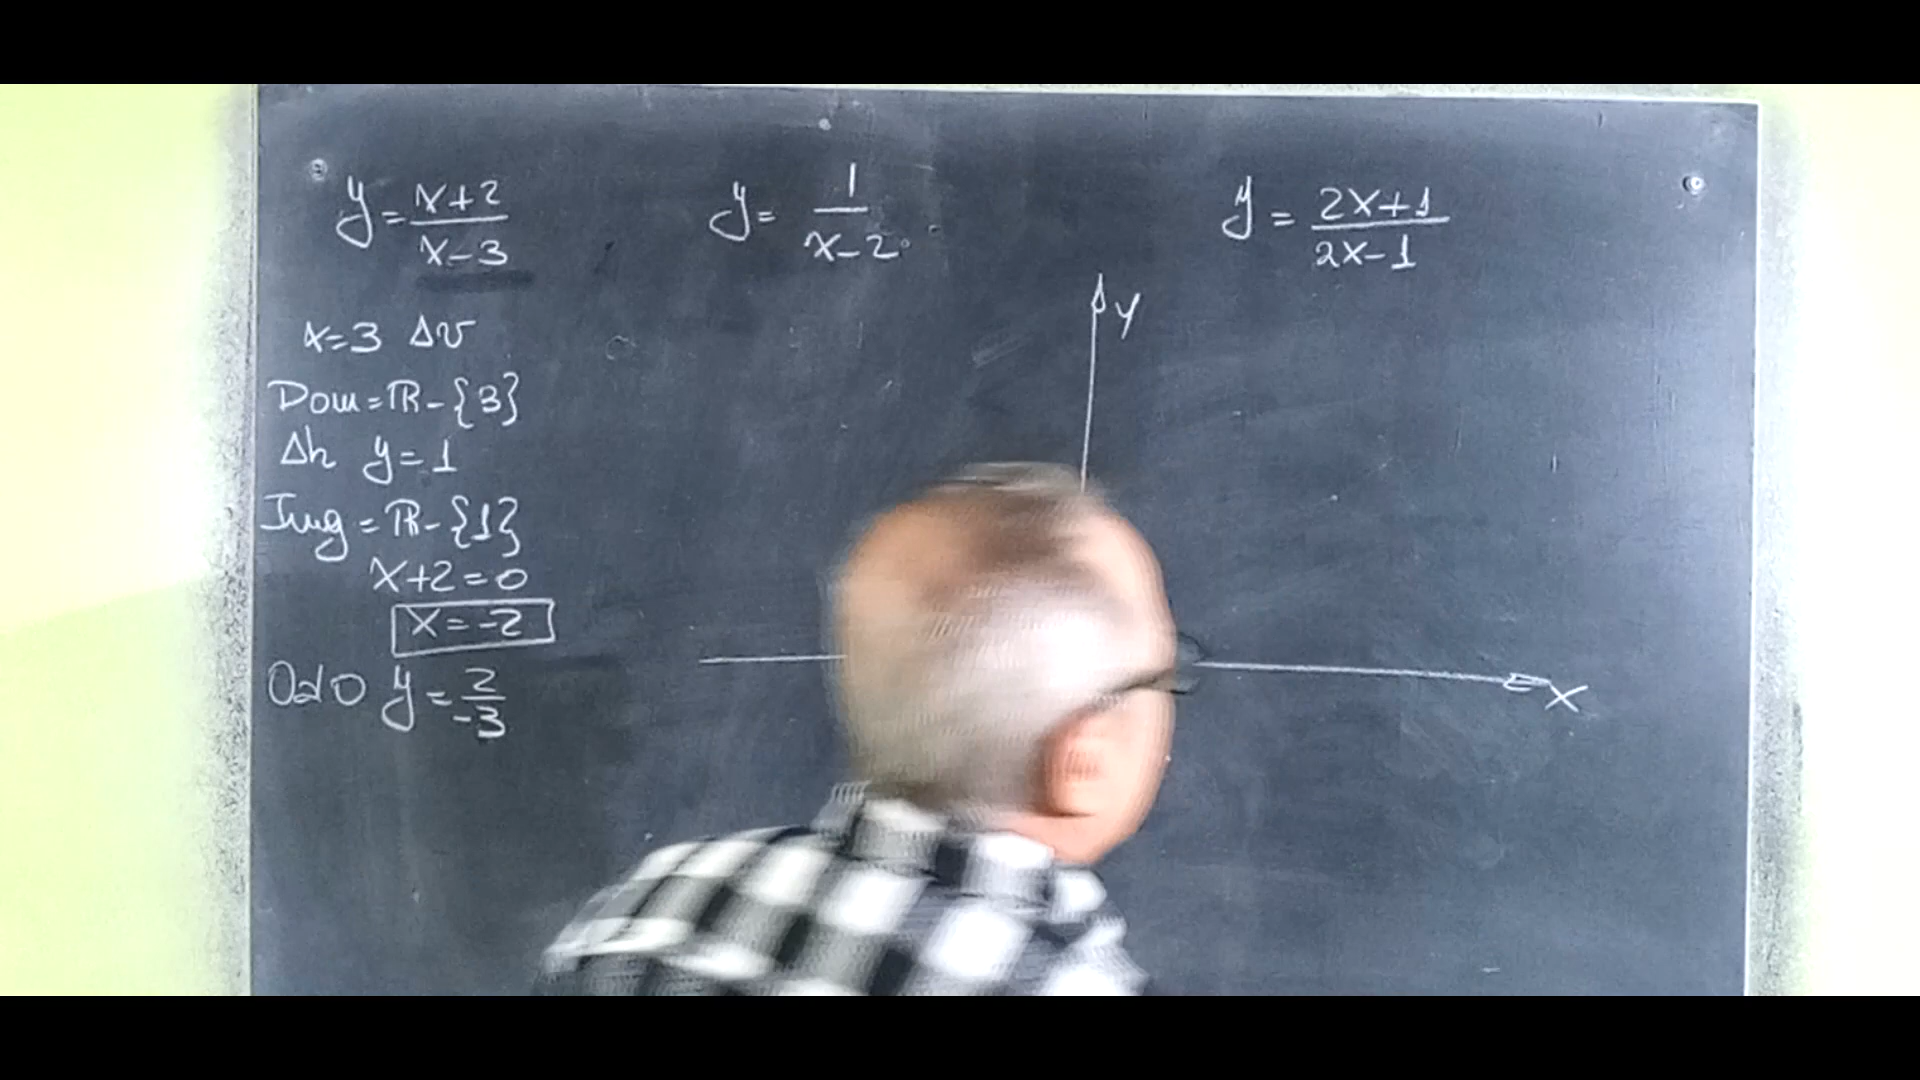 y = x+2 / x-3
y = 1 / x-2
y = 2x+1 / 2x-1
x=3 Av
Dom = ℝ - {3}
Ah y = 1
Img = ℝ - {1}
x+2=0
x=-2
OdO y = 2 / -3
y
x